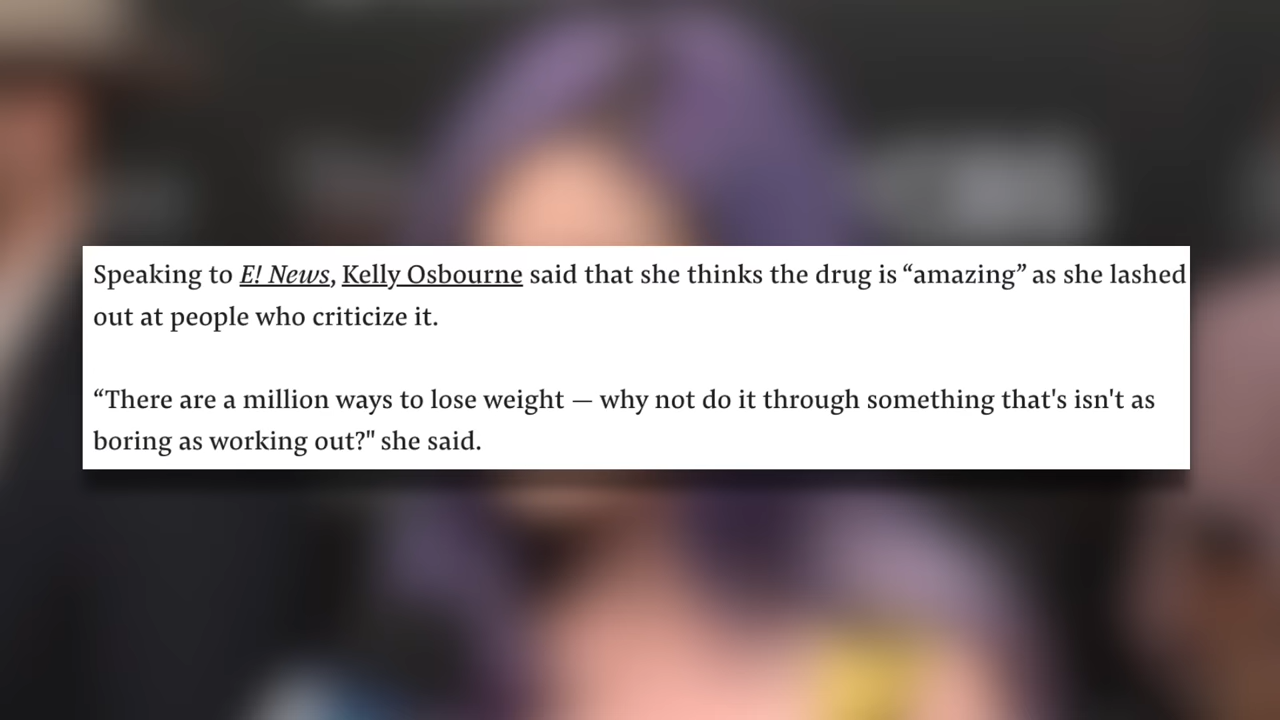 Speaking to E! News, Kelly Osbourne said that she thinks the drug is “amazing” as she lashed
out at people who criticize it.
“There are a million ways to lose weight — why not do it through something that's isn't as
boring as working out?" she said.